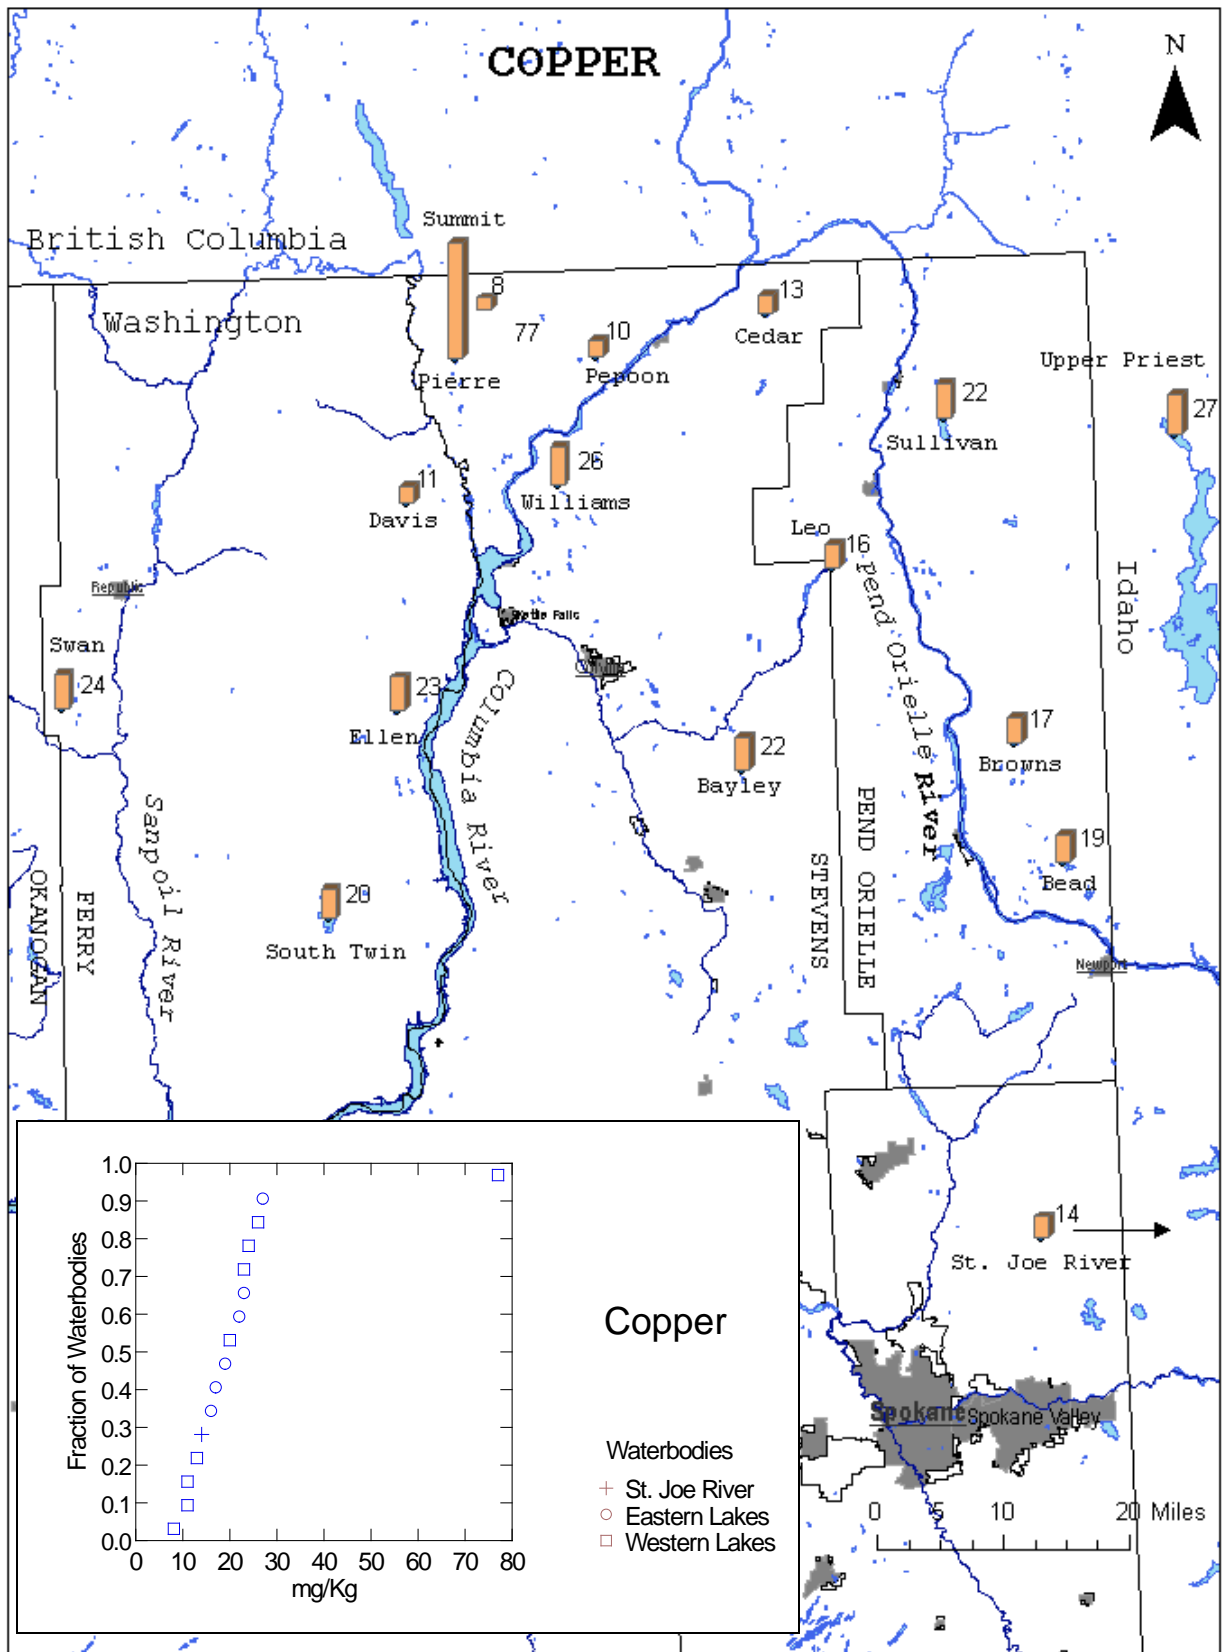 COPPER
N
Summit
British Columbia
8
13
Washington
77
10
Cedar
Pepoon
Upper Priest
Pierre
22
27
Sullivan
26
11
Williams
Davis
Leo
16
pend Orielle River
Idaho
Republic
Kettle Falls
Swan
24
23
Columbia River
Ellen
17
22
Browns
Bayley
Sanpoil River
19
Bead
STEVENS
PEND ORIELLE
OKANOGAN
FERRY
20
South Twin
Newport
14
St. Joe River
Spokane
Spokane Valley
0 5 10 20 Miles
1.0
0.9
0.8
0.7
0.6
0.5
0.4
0.3
0.2
0.1
0.0
Fraction of Waterbodies
0 10 20 30 40 50 60 70 80
mg/Kg
Copper
Waterbodies
St. Joe River
Eastern Lakes
Western Lakes